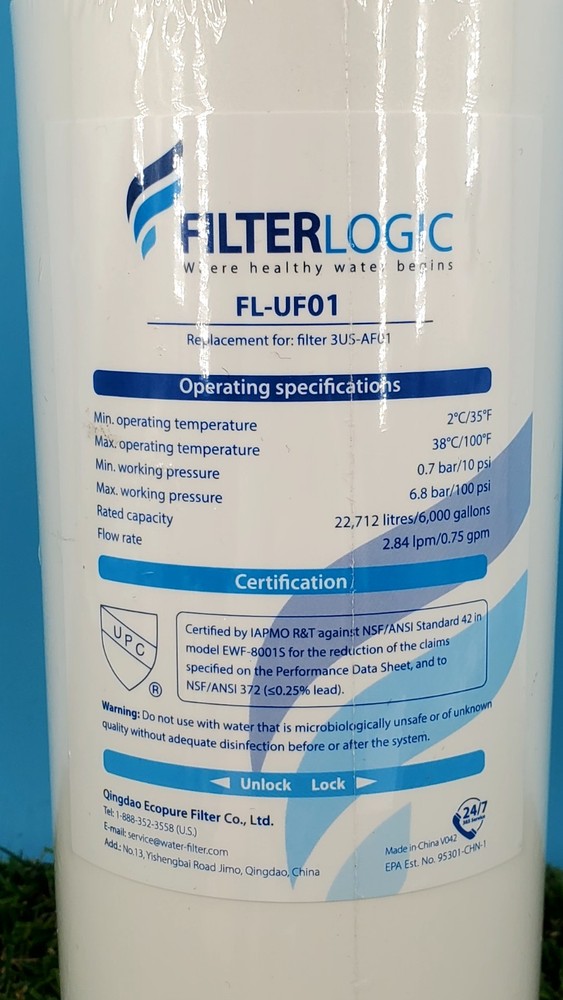 FILTERLOGIC
Where healthy water begins
FL-UF01
Replacement for: filter 3US-AF01
Operating specifications
Min. operating temperature 2°C/35°F
Max. operating temperature 38°C/100°F
Min. working pressure 0.7 bar/10 psi
Max. working pressure 6.8 bar/100 psi
Rated capacity 22,712 litres/6,000 gallons
Flow rate 2.84 lpm/0.75 gpm
Certification
UPC ®
Certified by IAPMO R&T against NSF/ANSI Standard 42 in
model EWF-8001S for the reduction of the claims
specified on the Performance Data Sheet, and to
NSF/ANSI 372 (≤0.25% lead).
Warning: Do not use with water that is microbiologically unsafe or of unknown
quality without adequate disinfection before or after the system.
Unlock Lock
Qingdao Ecopure Filter Co., Ltd.
Tel: 1-888-352-3558 (U.S.)
E-mail: service@water-filter.com
Add.: No.13, Yishengbai Road Jimo, Qingdao, China
24/7
365 Service
Made in China V042
EPA Est. No. 95301-CHN-1